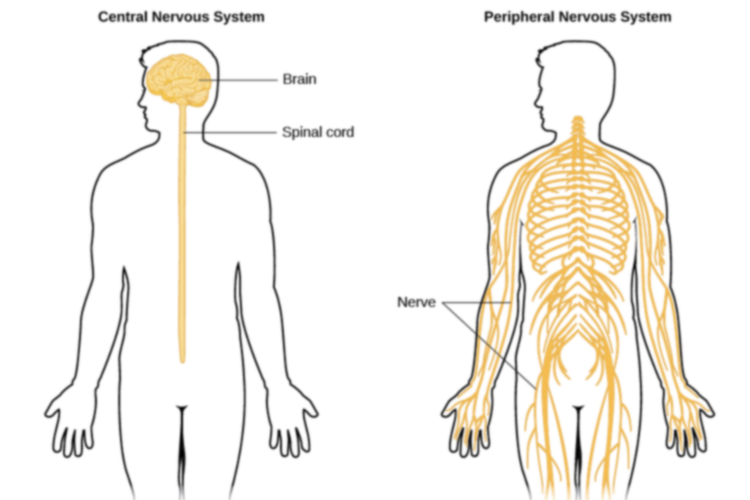 Central Nervous System
Brain
Spinal cord
Peripheral Nervous System
Nerve